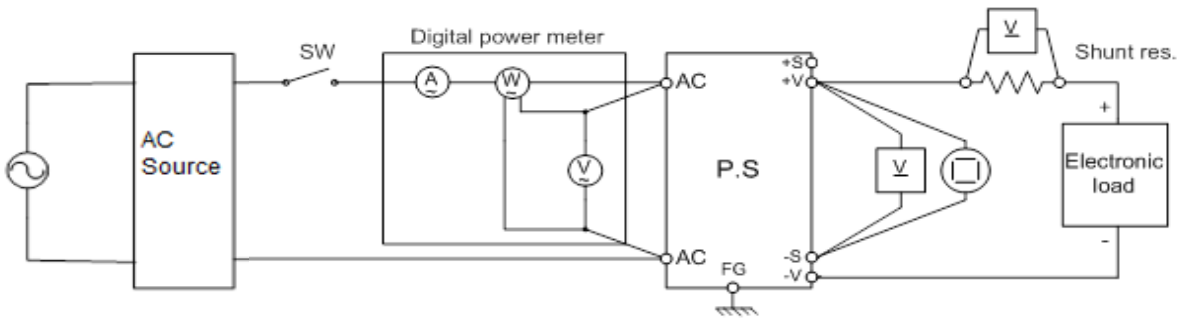 Digital power meter
SW
Shunt res.
V
+S
+V
A
W
AC
AC
Source
V
P.S
V
+
Electronic
load
-
-S
-V
AC
FG